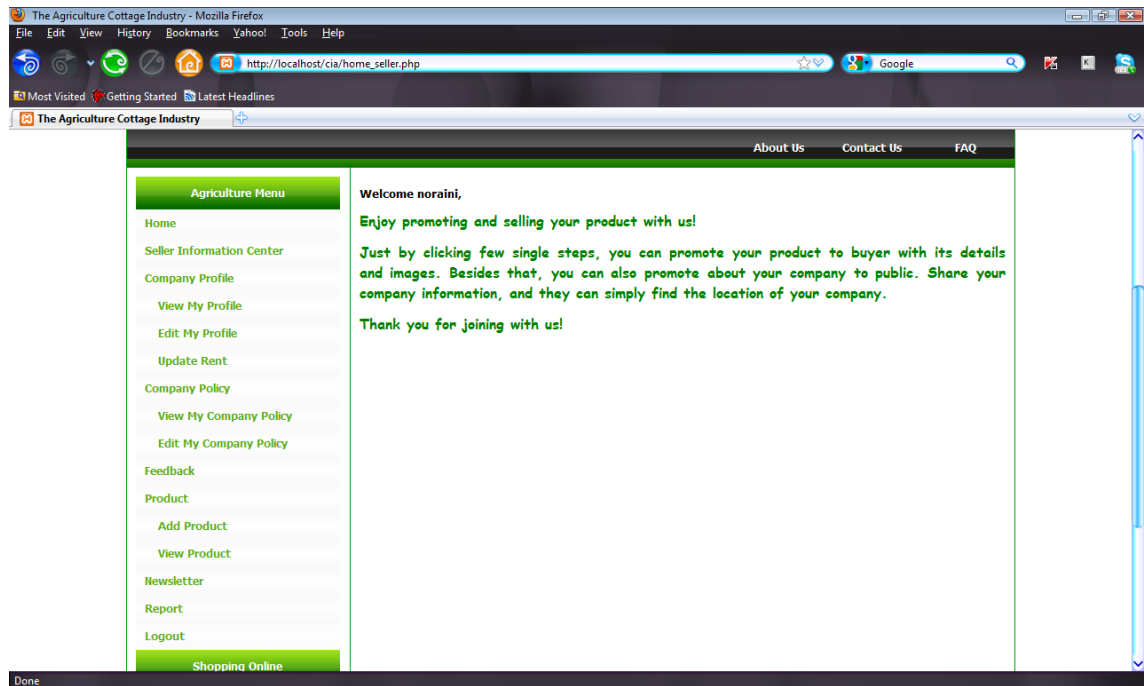 The Agriculture Cottage Industry - Mozilla Firefox
File Edit View History Bookmarks Yahoo! Tools Help
http://localhost/cia/home_seller.php
Google
Most Visited Getting Started Latest Headlines
The Agriculture Cottage Industry
About Us Contact Us FAQ
Agriculture Menu
Home
Seller Information Center
Company Profile
View My Profile
Edit My Profile
Update Rent
Company Policy
View My Company Policy
Edit My Company Policy
Feedback
Product
Add Product
View Product
Newsletter
Report
Logout
Shopping Online
Welcome noraini,
Enjoy promoting and selling your product with us!
Just by clicking few single steps, you can promote your product to buyer with its details
and images. Besides that, you can also promote about your company to public. Share your
company information, and they can simply find the location of your company.
Thank you for joining with us!
Done